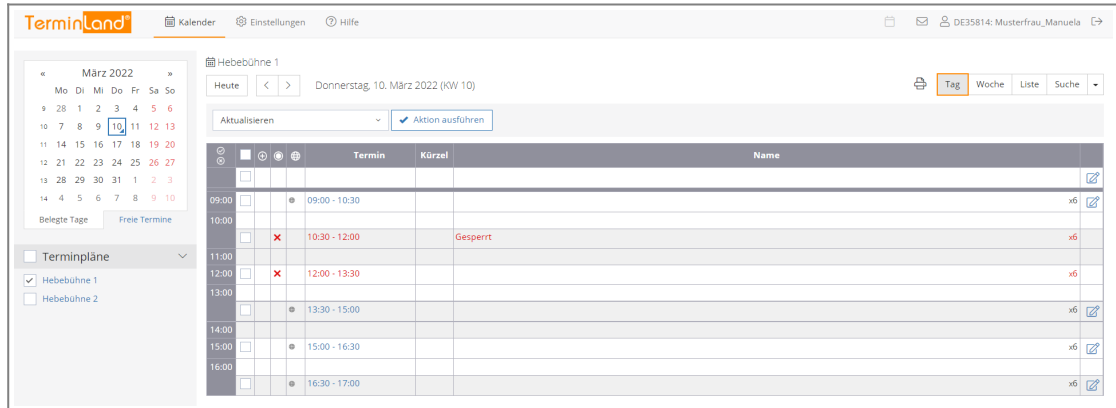 TerminLand®
Kalender Einstellungen Hilfe DE35814: Musterfrau_Manuela
« März 2022 »
Mo Di Mi Do Fr Sa So
9 28 1 2 3 4 5 6
10 7 8 9 10 11 12 13
11 14 15 16 17 18 19 20
12 21 22 23 24 25 26 27
13 28 29 30 31 1 2 3
14 4 5 6 7 8 9 10
Belegte Tage Freie Termine
Terminpläne
Hebebühne 1
Hebebühne 2
Hebebühne 1
Heute < > Donnerstag, 10. März 2022 (KW 10) Tag Woche Liste Suche
Aktualisieren Aktion ausführen
Termin Kürzel Name
09:00 09:00 - 10:30 x6
10:00
10:30 - 12:00 Gesperrt x6
11:00
12:00 12:00 - 13:30 x6
13:00
13:30 - 15:00 x6
14:00
15:00 15:00 - 16:30 x6
16:00
16:30 - 17:00 x6